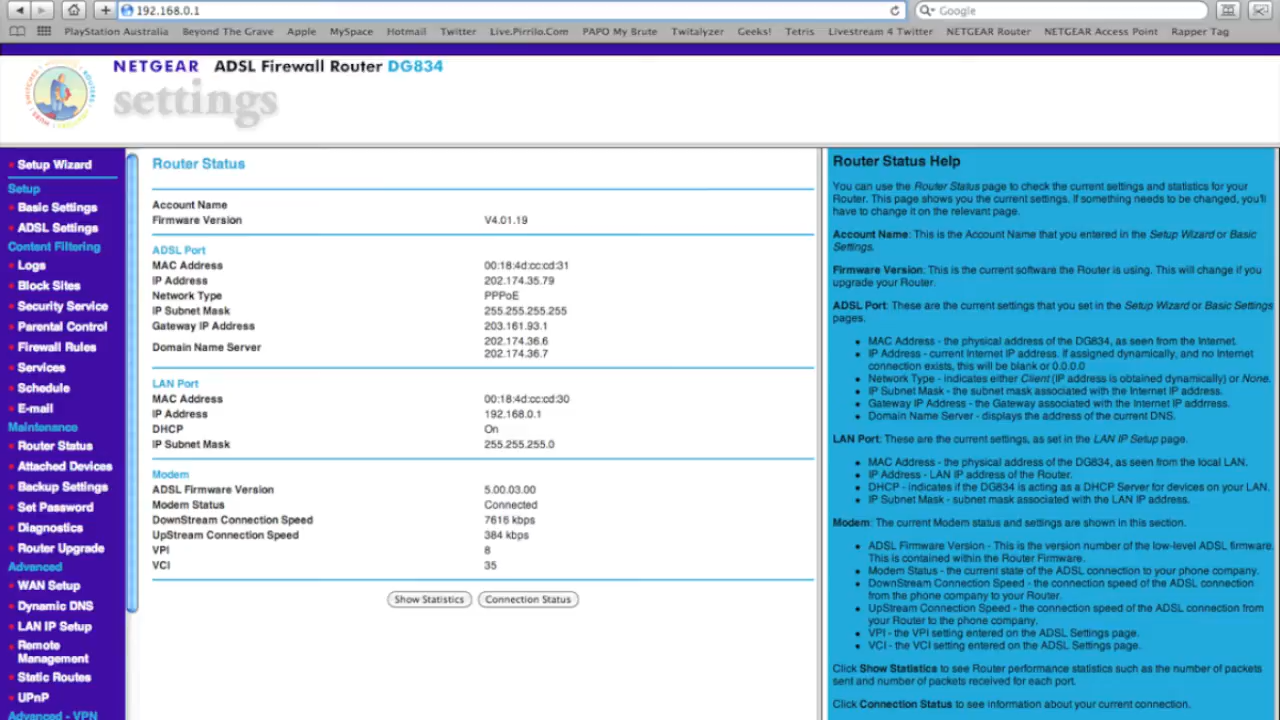 192.168.0.1
Google
PlayStation Australia Beyond The Grave Apple MySpace Hotmail Twitter Live.Pirrilo.Com PAPO My Brute Twitalyzer Geeks! Tetris Livestream 4 Twitter NETGEAR Router NETGEAR Access Point Rapper Tag
NETGEAR ADSL Firewall Router DG834
settings
Setup Wizard
Setup
Basic Settings
ADSL Settings
Content Filtering
Logs
Block Sites
Security Service
Parental Control
Firewall Rules
Services
Schedule
E-mail
Maintenance
Router Status
Attached Devices
Backup Settings
Set Password
Diagnostics
Router Upgrade
Advanced
WAN Setup
Dynamic DNS
LAN IP Setup
Remote
Management
Static Routes
UPnP
Advanced - VPN
Router Status
Account Name
Firmware Version V4.01.19
ADSL Port
MAC Address 00:18:4d:cc:cd:31
IP Address 202.174.35.79
Network Type PPPoE
IP Subnet Mask 255.255.255.255
Gateway IP Address 203.161.93.1
Domain Name Server 202.174.36.6
202.174.36.7
LAN Port
MAC Address 00:18:4d:cc:cd:30
IP Address 192.168.0.1
DHCP On
IP Subnet Mask 255.255.255.0
Modem
ADSL Firmware Version 5.00.03.00
Modem Status Connected
DownStream Connection Speed 7616 kbps
UpStream Connection Speed 384 kbps
VPI 8
VCI 35
Show Statistics Connection Status
Router Status Help
You can use the Router Status page to check the current settings and statistics for your
Router. This page shows you the current settings. If something needs to be changed, you'll
have to change it on the relevant page.
Account Name: This is the Account Name that you entered in the Setup Wizard or Basic
Settings.
Firmware Version: This is the current software the Router is using. This will change if you
upgrade your Router.
ADSL Port: These are the current settings that you set in the Setup Wizard or Basic Settings
pages.
MAC Address - the physical address of the DG834, as seen from the Internet.
IP Address - current Internet IP address. If assigned dynamically, and no Internet
connection exists, this will be blank or 0.0.0.0
Network Type - indicates either Client (IP address is obtained dynamically) or None.
IP Subnet Mask - the subnet mask associated with the Internet IP address.
Gateway IP Address - the Gateway associated with the Internet IP address.
Domain Name Server - displays the address of the current DNS.
LAN Port: These are the current settings, as set in the LAN IP Setup page.
MAC Address - the physical address of the DG834, as seen from the local LAN.
IP Address - LAN IP address of the Router.
DHCP - indicates if the DG834 is acting as a DHCP Server for devices on your LAN.
IP Subnet Mask - subnet mask associated with the LAN IP address.
Modem: The current Modem status and settings are shown in this section.
ADSL Firmware Version - This is the version number of the low-level ADSL firmware.
This is contained within the Router Firmware.
Modem Status - the current state of the ADSL connection to your phone company.
DownStream Connection Speed - the connection speed of the ADSL connection
from the phone company to your Router.
UpStream Connection Speed - the connection speed of the ADSL connection from
your Router to the phone company.
VPI - the VPI setting entered on the ADSL Settings page.
VCI - the VCI setting entered on the ADSL Settings page.
Click Show Statistics to see Router performance statistics such as the number of packets
sent and number of packets received for each port.
Click Connection Status to see information about your current connection.